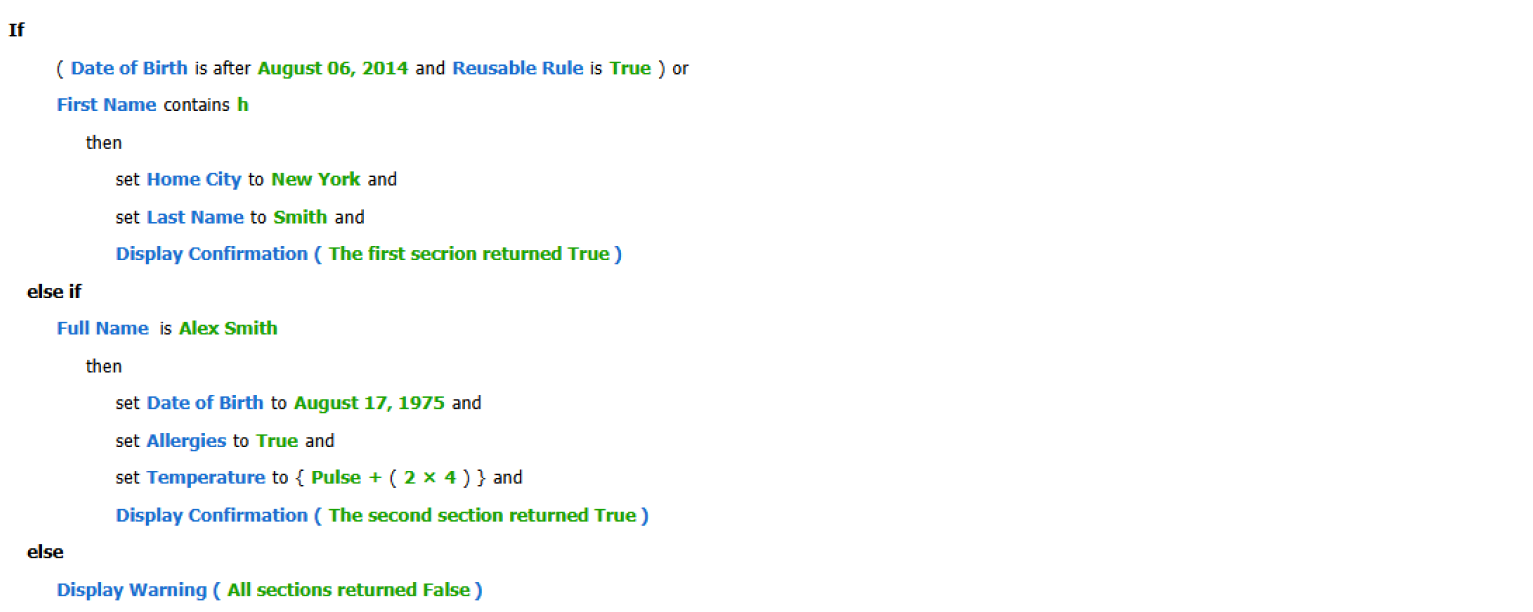 If
( Date of Birth is after August 06, 2014 and Reusable Rule is True ) or
First Name contains h
then
set Home City to New York and
set Last Name to Smith and
Display Confirmation ( The first secrion returned True )
else if
Full Name is Alex Smith
then
set Date of Birth to August 17, 1975 and
set Allergies to True and
set Temperature to { Pulse + ( 2 × 4 ) } and
Display Confirmation ( The second section returned True )
else
Display Warning ( All sections returned False )